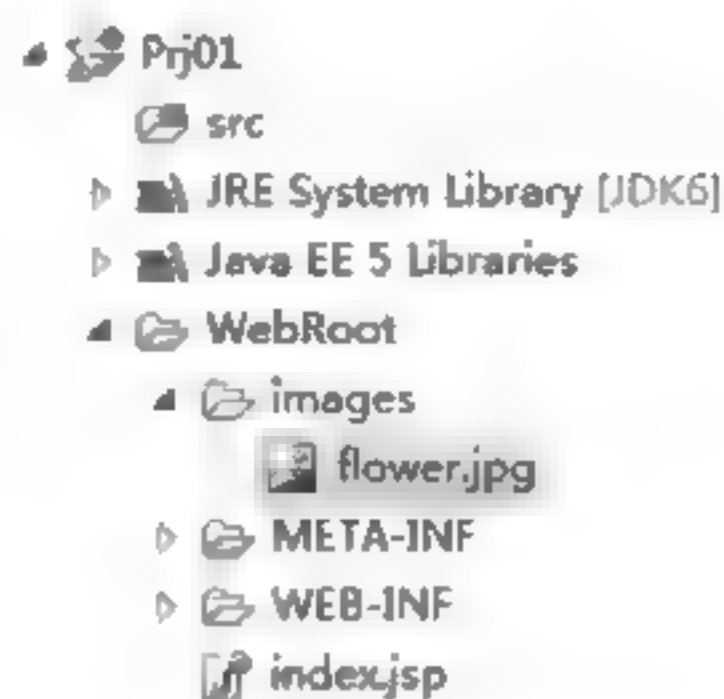 Prj01
src
JRE System Library [JDK6]
Java EE 5 Libraries
WebRoot
images
flower.jpg
META-INF
WEB-INF
index.jsp